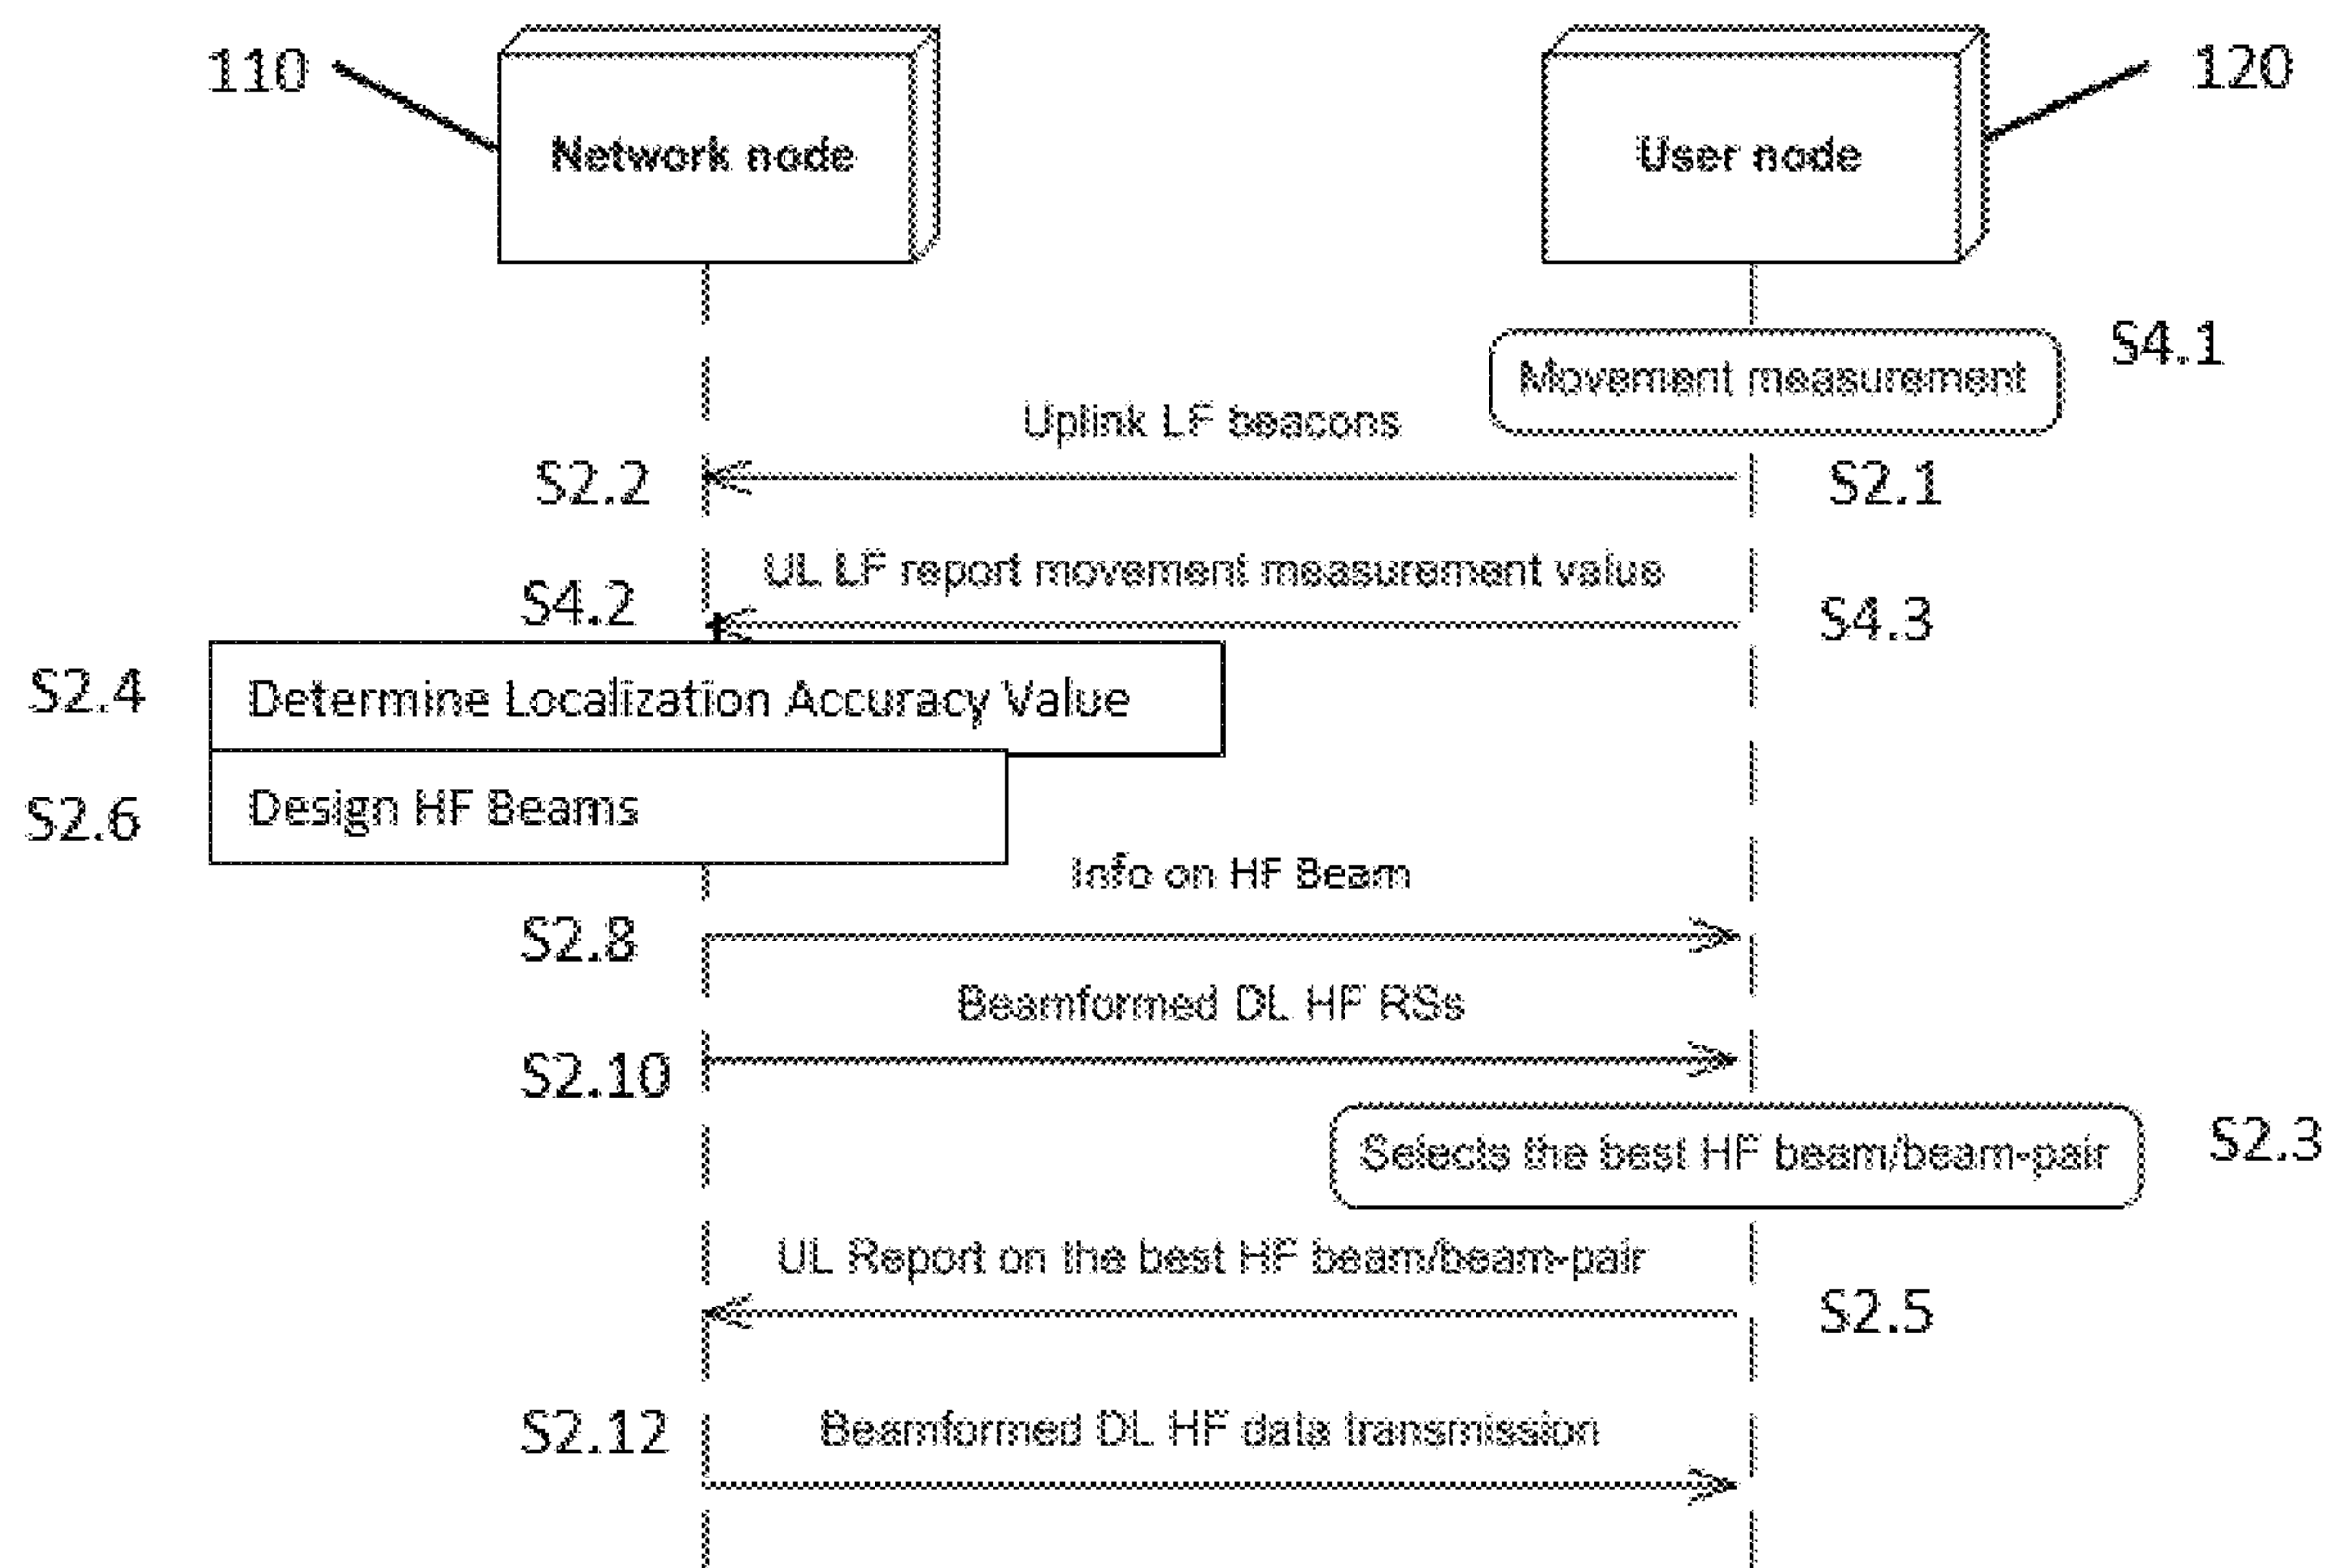 110
Network node
User node
120
Movement measurement
S4.1
Uplink LF beacons
S2.2
S2.1
UL LF report movement measurement value
S4.2
S4.3
S2.4
Determine Localization Accuracy Value
S2.6
Design HF Beams
Info on HF Beam
S2.8
Beamformed DL HF RSs
S2.10
Selects the best HF beam/beam-pair
S2.3
UL Report on the best HF beam/beam-pair
S2.5
S2.12
Beamformed DL HF data transmission